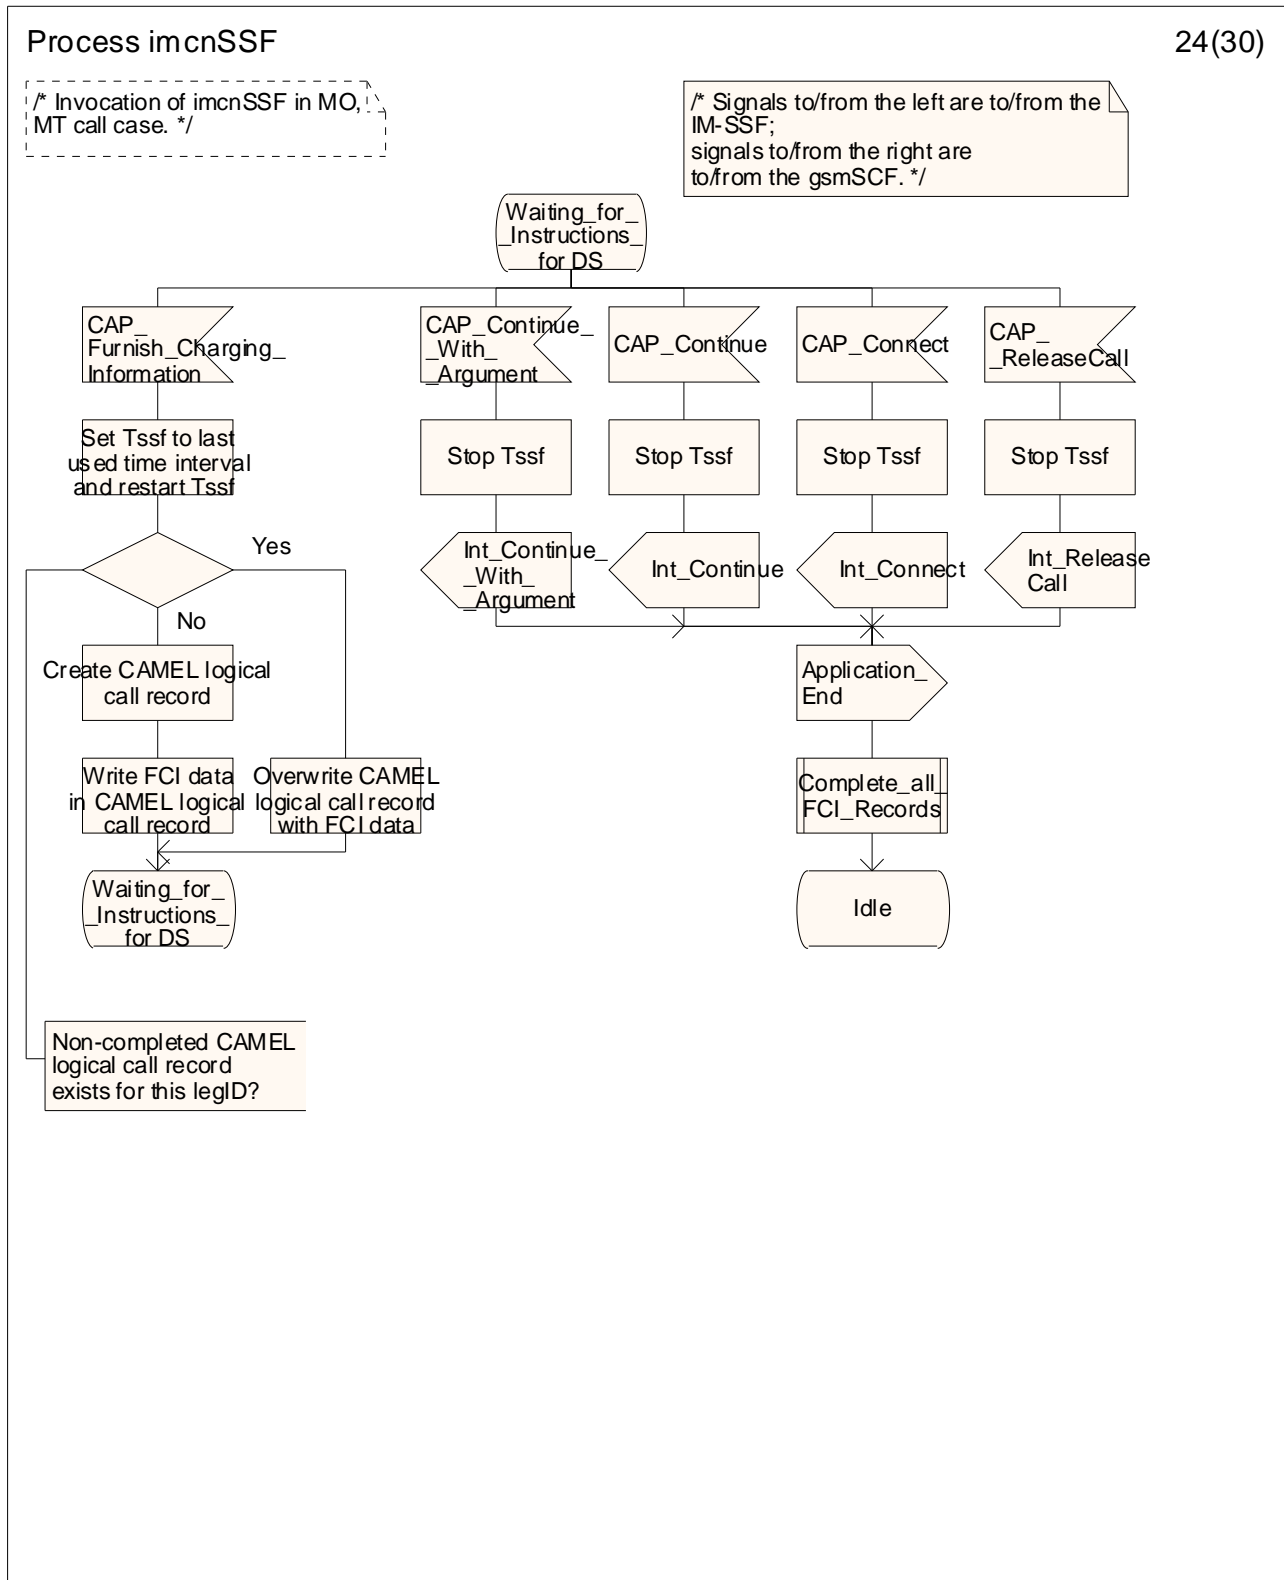 Process imcnSSF
24(30)
/* Invocation of imcnSSF in MO,
MT call case. */
/* Signals to/from the left are to/from the
IM-SSF;
signals to/from the right are
to/from the gsmSCF. */
Waiting_for_
_Instructions_
for DS
CAP_
Furnish_Charging_
Information
CAP_Continue_
_With_
_Argument
CAP_Continue
CAP_Connect
CAP_
_ReleaseCall
Set Tssf to last
used time interval
and restart Tssf
Stop Tssf
Stop Tssf
Stop Tssf
Stop Tssf
Yes
No
Int_Continue_
_With_
_Argument
Int_Continue
Int_Connect
Int_Release
Call
Create CAMEL logical
call record
Application_
End
Write FCI data
in CAMEL logical
call record
Overwrite CAMEL
logical call record
with FCI data
Complete_all_
FCI_Records
Waiting_for_
_Instructions_
for DS
Idle
Non-completed CAMEL
logical call record
exists for this legID?